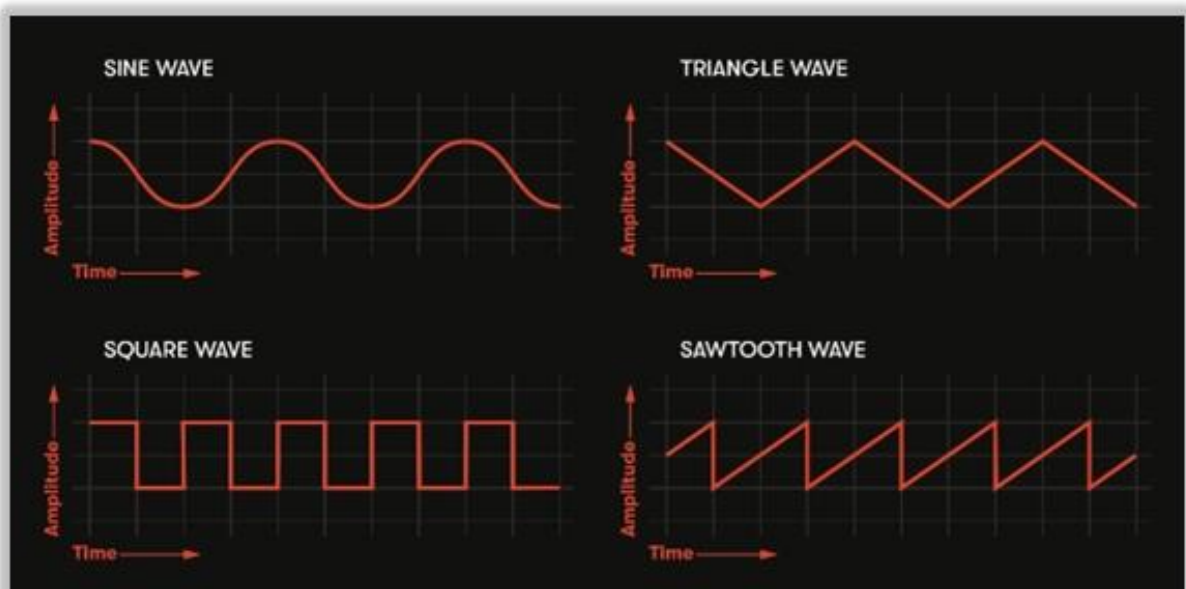 SINE WAVE
Amplitude
Time
TRIANGLE WAVE
Amplitude
Time
SQUARE WAVE
Amplitude
Time
SAWTOOTH WAVE
Amplitude
Time